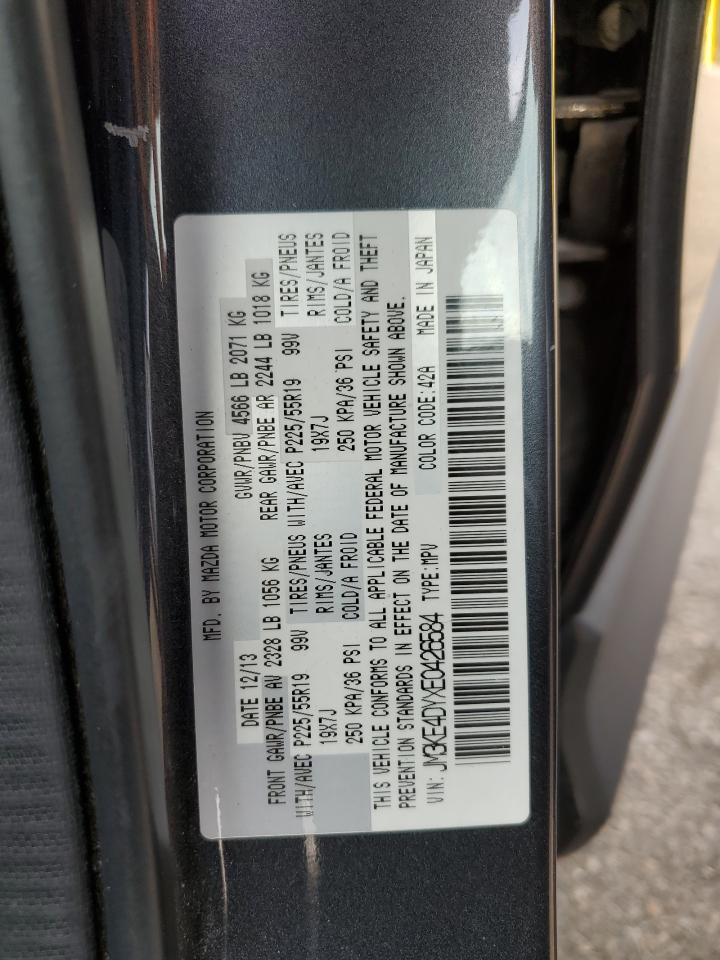 MFD. BY MAZDA MOTOR CORPORATION
DATE 12/13 GVWR/PNBV 4566 LB 2071 KG
FRONT GAWR/PNBE AV 2328 LB 1056 KG REAR GAWR/PNBE AR 2244 LB 1018 KG
WITH/AVEC P225/55R19 99V TIRES/PNEUS WITH/AVEC P225/55R19 99V TIRES/PNEUS
19X7J RIMS/JANTES 19X7J RIMS/JANTES
250 KPA/36 PSI COLD/A FROID 250 KPA/36 PSI COLD/A FROID
THIS VEHICLE CONFORMS TO ALL APPLICABLE FEDERAL MOTOR VEHICLE SAFETY AND THEFT
PREVENTION STANDARDS IN EFFECT ON THE DATE OF MANUFACTURE SHOWN ABOVE.
VIN: JM3KE4DYXE0426584 TYPE:MPV COLOR CODE:42A MADE IN JAPAN